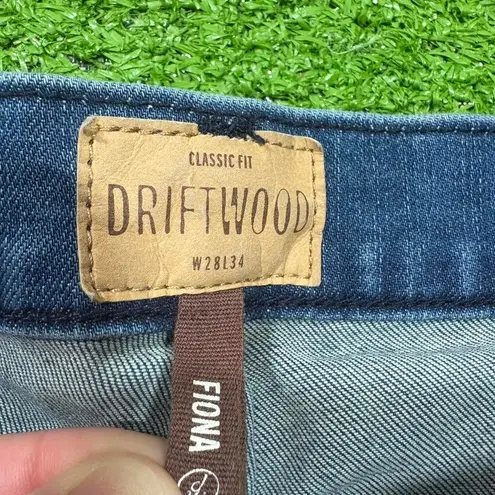 CLASSIC FIT
DRIFTWOOD
W28L34
FIONA